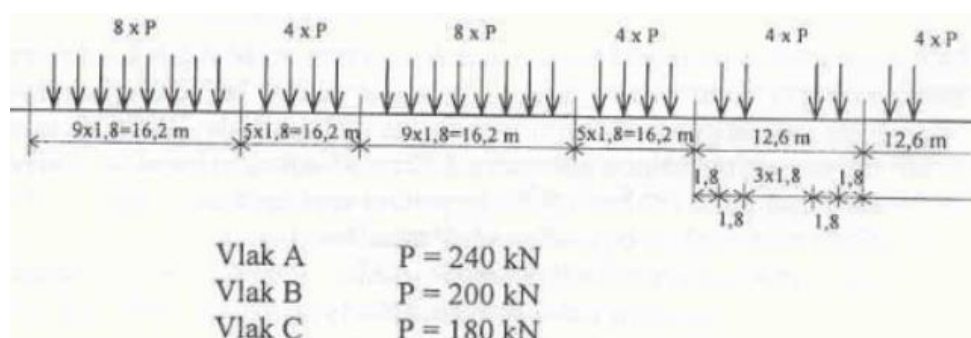 8 x P 4 x P 8 x P 4 x P 4 x P 4 x P
9x1,8=16,2 m 5x1,8=16,2 m 9x1,8=16,2 m 5x1,8=16,2 m 12,6 m 12,6 m
1,8 3x1,8 1,8
1,8 1,8
Vlak A P = 240 kN
Vlak B P = 200 kN
Vlak C P = 180 kN